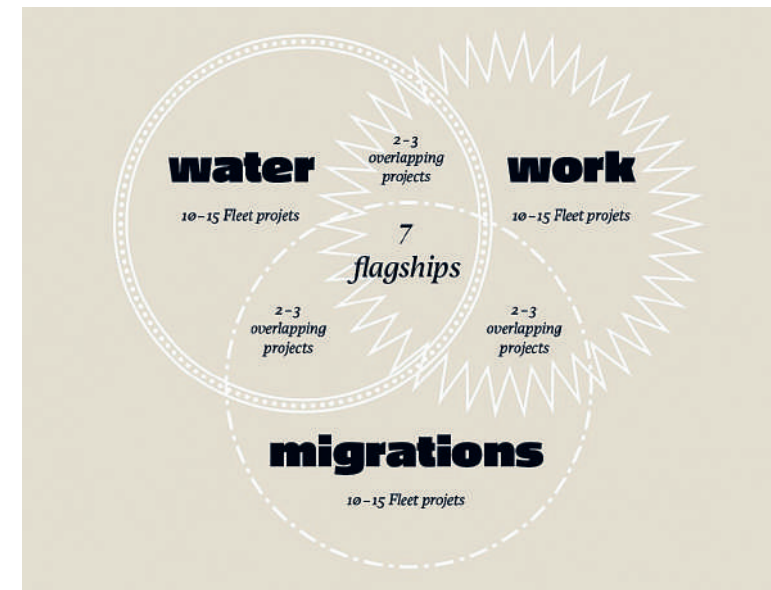 2–3
overlapping
projects
water
work
10–15 Fleet projets
10–15 Fleet projets
7
flagships
2–3
overlapping
projects
2–3
overlapping
projects
migrations
10–15 Fleet projets